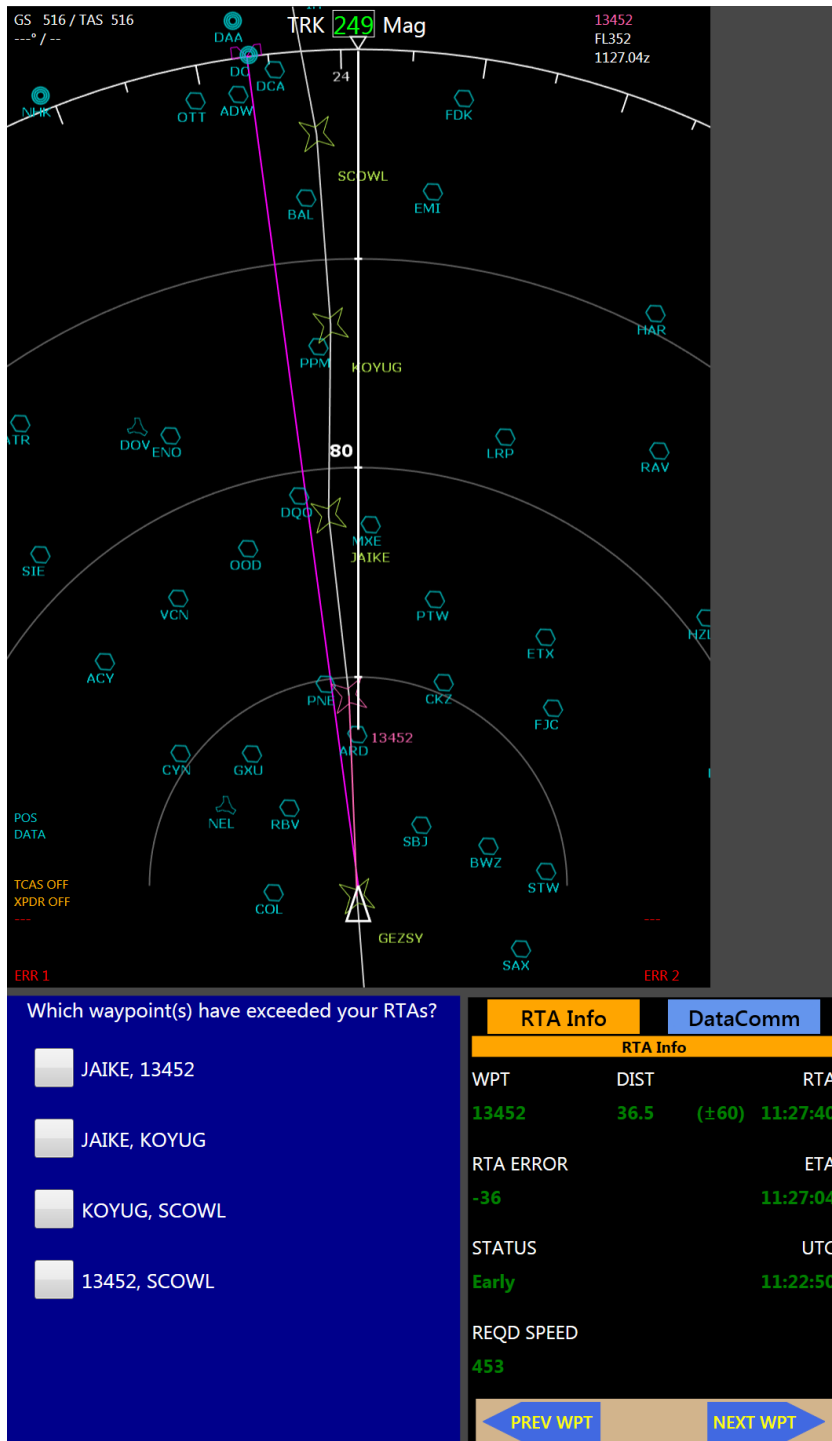 GS 516 / TAS 516
---° / --
DAA
TRK 249 Mag
13452
FL352
1127.04z
DC
DCA
24
NHK
OTT
ADW
FDK
SCOWL
BAL
EMI
HAR
PPM
KOYUG
ATR
DOV
ENO
80
LRP
RAV
DQO
MXE
JAIKE
SIE
OOD
VCN
PTW
HZL
ETX
ACY
PNE
CKZ
FJC
ARD
13452
CYN
GXU
NEL
RBV
POS
DATA
SBJ
BWZ
STW
TCAS OFF
XPDR OFF
COL
---
---
GEZSY
SAX
ERR 1
ERR 2
Which waypoint(s) have exceeded your RTAs?
JAIKE, 13452
JAIKE, KOYUG
KOYUG, SCOWL
13452, SCOWL
RTA Info
DataComm
RTA Info
WPT DIST RTA
13452 36.5 (±60) 11:27:40
RTA ERROR ETA
-36 11:27:04
STATUS UTC
Early 11:22:50
REQD SPEED
453
PREV WPT
NEXT WPT